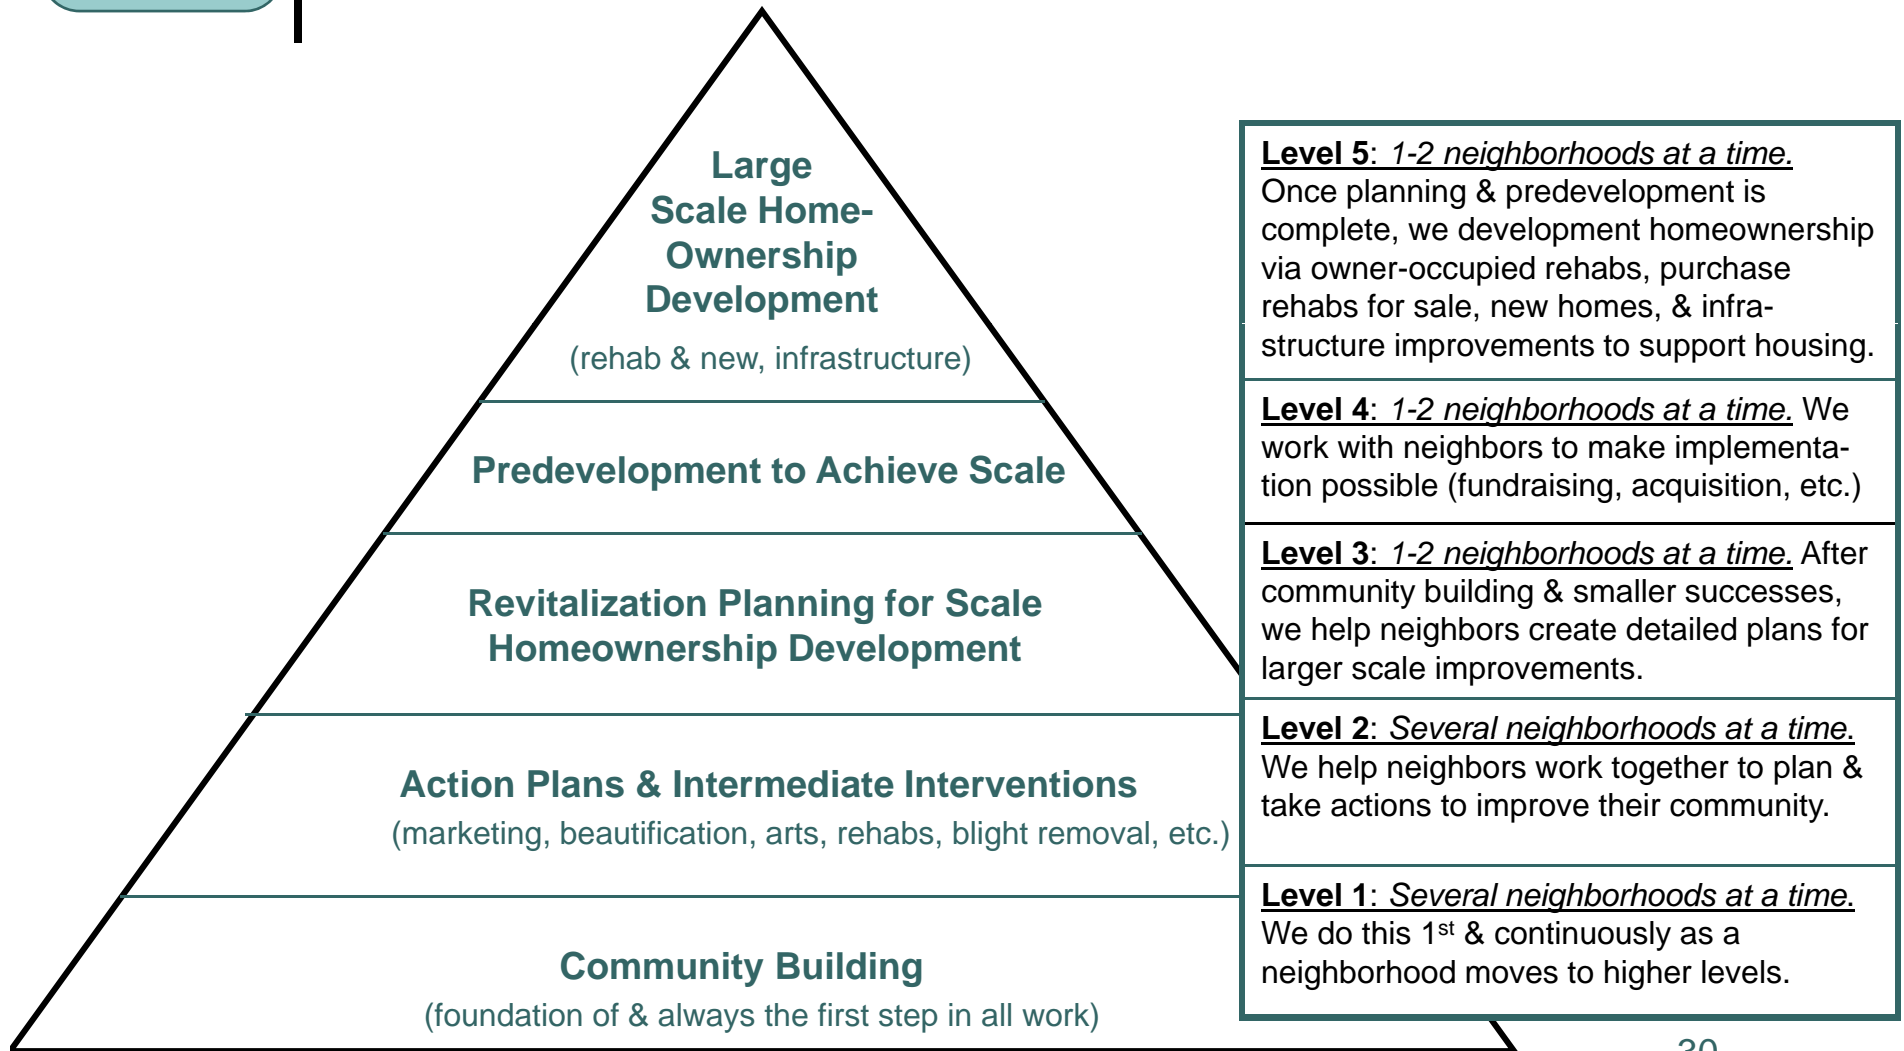 Large
Scale Home-
Ownership
Development
(rehab & new, infrastructure)
Predevelopment to Achieve Scale
Revitalization Planning for Scale
Homeownership Development
Action Plans & Intermediate Interventions
(marketing, beautification, arts, rehabs, blight removal, etc.)
Community Building
(foundation of & always the first step in all work)
Level 5: 1-2 neighborhoods at a time.
Once planning & predevelopment is
complete, we development homeownership
via owner-occupied rehabs, purchase
rehabs for sale, new homes, & infra-
structure improvements to support housing.
Level 4: 1-2 neighborhoods at a time. We
work with neighbors to make implementa-
tion possible (fundraising, acquisition, etc.)
Level 3: 1-2 neighborhoods at a time. After
community building & smaller successes,
we help neighbors create detailed plans for
larger scale improvements.
Level 2: Several neighborhoods at a time.
We help neighbors work together to plan &
take actions to improve their community.
Level 1: Several neighborhoods at a time.
We do this 1st & continuously as a
neighborhood moves to higher levels.